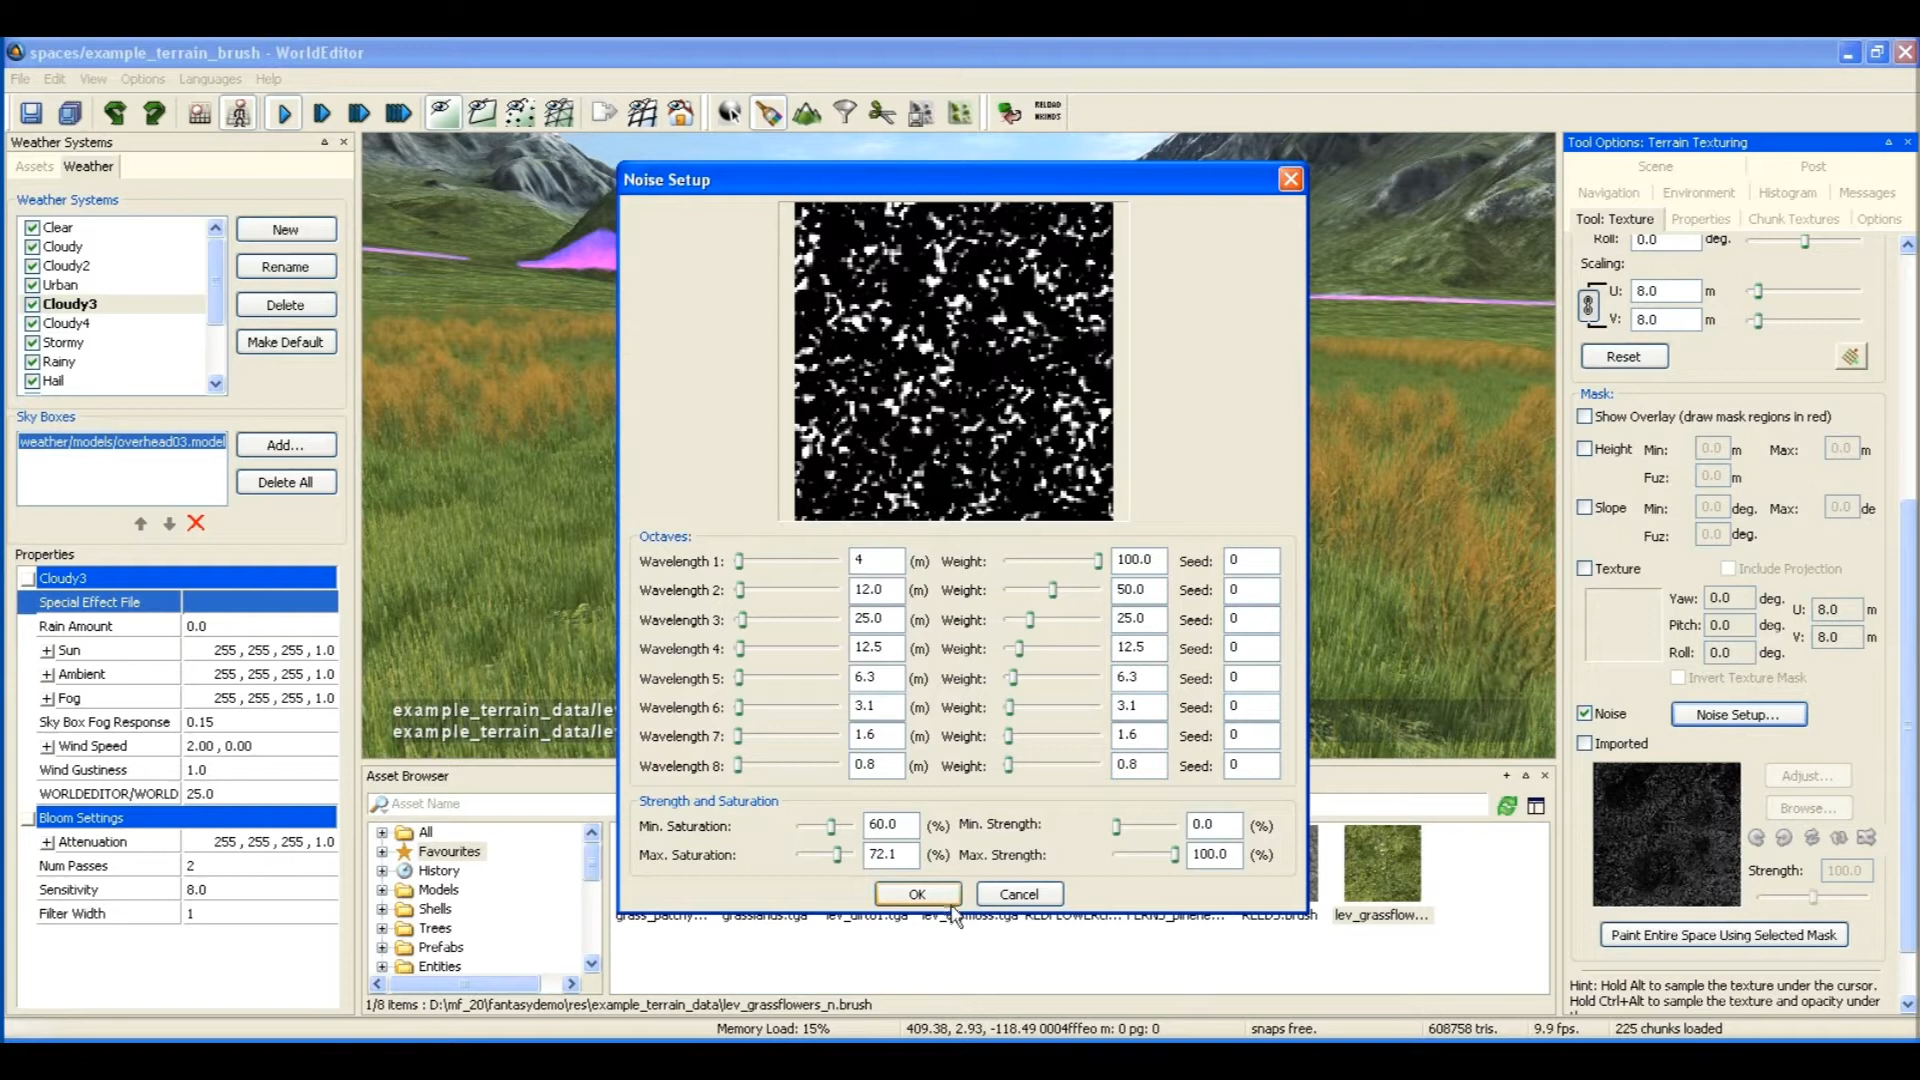 spaces/example_terrain_brush - WorldEditor
File Edit View Options Languages Help
RELOAD
Weather Systems
Assets Weather
Weather Systems
Clear
Cloudy
Cloudy2
Urban
Cloudy3
Cloudy4
Stormy
Rainy
Hail
New
Rename
Delete
Make Default
Sky Boxes
weather/models/overhead03.model
Add...
Delete All
Properties
Cloudy3
Special Effect File
Rain Amount 0.0
Sun 255 , 255 , 255 , 1.0
Ambient 255 , 255 , 255 , 1.0
Fog 255 , 255 , 255 , 1.0
Sky Box Fog Response 0.15
Wind Speed 2.00 , 0.00
Wind Gustiness 1.0
WORLDEDITOR/WORLD 25.0
Bloom Settings
Attenuation 255 , 255 , 255 , 1.0
Num Passes 2
Sensitivity 8.0
Filter Width 1
example_terrain_data/le
example_terrain_data/le
Noise Setup
Octaves:
Wavelength 1: 4 (m) Weight: 100.0 Seed: 0
Wavelength 2: 12.0 (m) Weight: 50.0 Seed: 0
Wavelength 3: 25.0 (m) Weight: 25.0 Seed: 0
Wavelength 4: 12.5 (m) Weight: 12.5 Seed: 0
Wavelength 5: 6.3 (m) Weight: 6.3 Seed: 0
Wavelength 6: 3.1 (m) Weight: 3.1 Seed: 0
Wavelength 7: 1.6 (m) Weight: 1.6 Seed: 0
Wavelength 8: 0.8 (m) Weight: 0.8 Seed: 0
Strength and Saturation
Min. Saturation: 60.0 (%) Min. Strength: 0.0 (%)
Max. Saturation: 72.1 (%) Max. Strength: 100.0 (%)
OK Cancel
Asset Browser
Asset Name
All
Favourites
History
Models
Shells
Trees
Prefabs
Entities
grass_patchy... grasslands.tga lev_dirt01.tga lev_grassflow...
1/8 items : D:\mf_20\fantasydemo\res\example_terrain_data\lev_grassflowers_n.brush
Tool Options: Terrain Texturing
Scene Post
Navigation Environment Histogram Messages
Tool: Texture Properties Chunk Textures Options
Roll: 0.0 deg.
Scaling:
U: 8.0 m
V: 8.0 m
Reset
Mask:
Show Overlay (draw mask regions in red)
Height Min: 0.0 m Max: 0.0 m
Fuz: 0.0 m
Slope Min: 0.0 deg. Max: 0.0 de
Fuz: 0.0 deg.
Texture Include Projection
Yaw: 0.0 deg. U: 8.0 m
Pitch: 0.0 deg. V: 8.0 m
Roll: 0.0 deg.
Invert Texture Mask
Noise Noise Setup...
Imported
Adjust...
Browse...
Strength: 100.0
Paint Entire Space Using Selected Mask
Hint: Hold Alt to sample the texture under the cursor.
Hold Ctrl+Alt to sample the texture and opacity under
Memory Load: 15% 409.38, 2.93, -118.49 0004fffeo m: 0 pg: 0 snaps free. 608758 tris. 9.9 fps. 225 chunks loaded